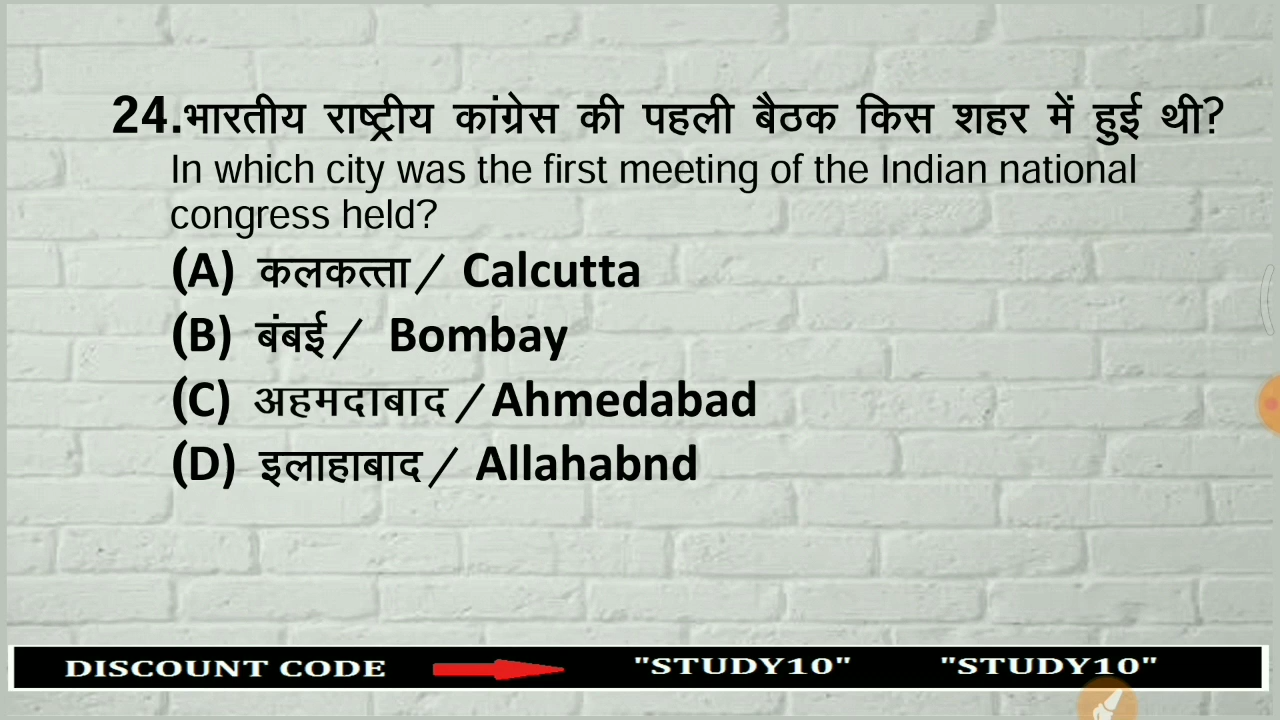 24.भारतीय राष्ट्रीय कांग्रेस की पहली बैठक किस शहर में हुई थी?
In which city was the first meeting of the Indian national
congress held?
(A) कलकत्ता/ Calcutta
(B) बंबई/ Bombay
(C) अहमदाबाद/Ahmedabad
(D) इलाहाबाद/ Allahabnd
DISCOUNT CODE "STUDY10" "STUDY10"